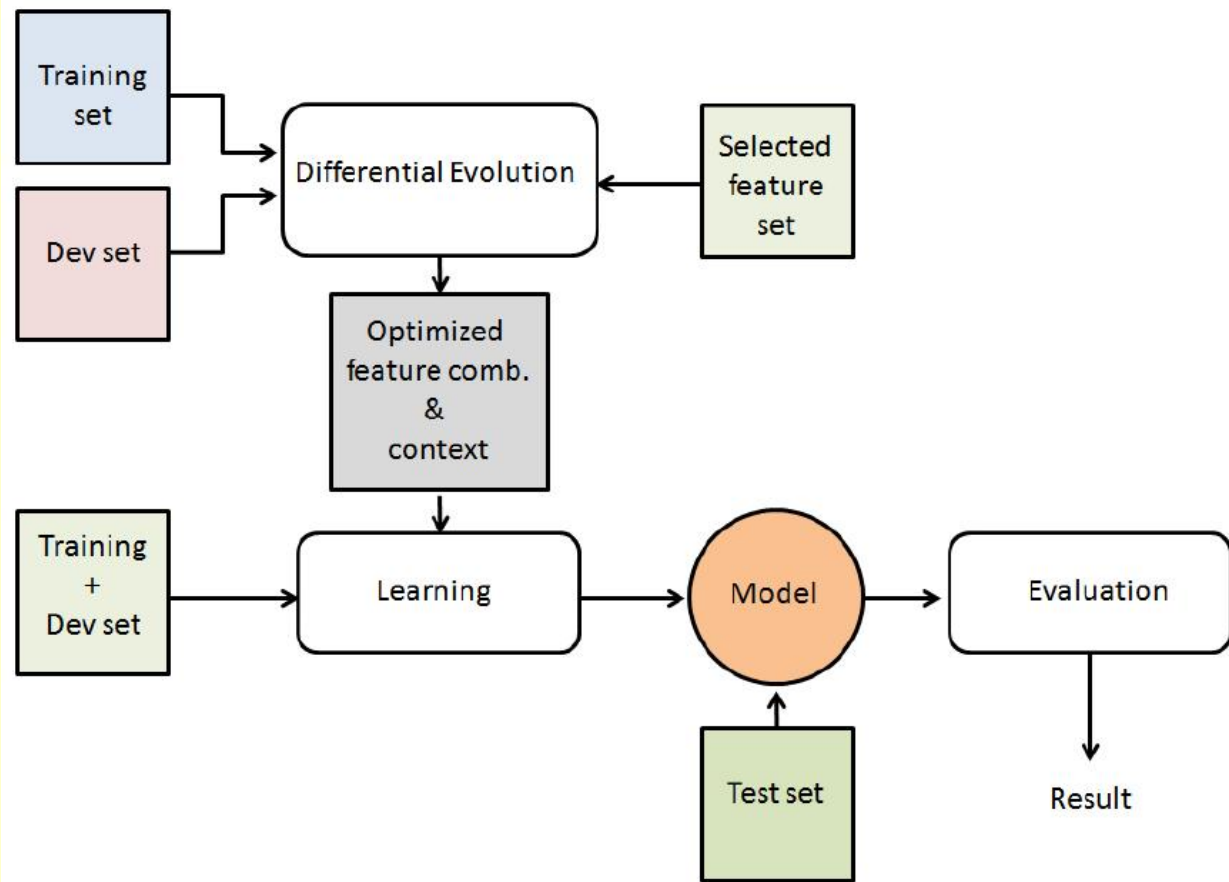 Training
set
Differential Evolution
Selected
feature
set
Dev set
Optimized
feature comb.
&
context
Training
+
Dev set
Learning
Model
Evaluation
Test set
Result